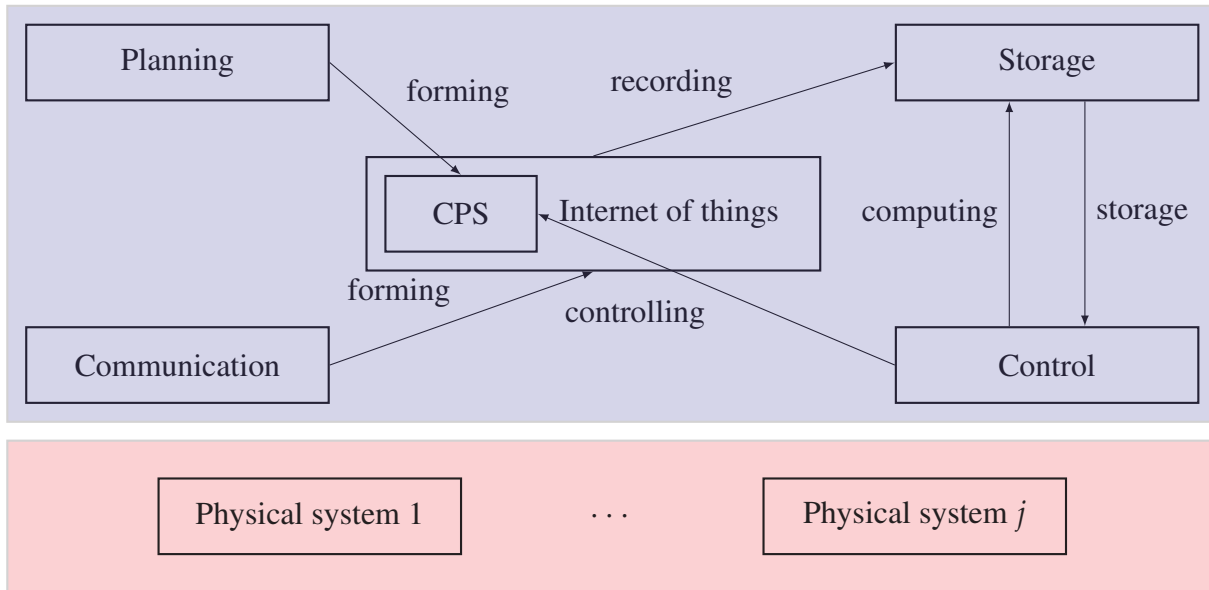 Planning
Storage
forming
recording
CPS
Internet of things
computing
storage
forming
controlling
Communication
Control
Physical system 1
···
Physical system j